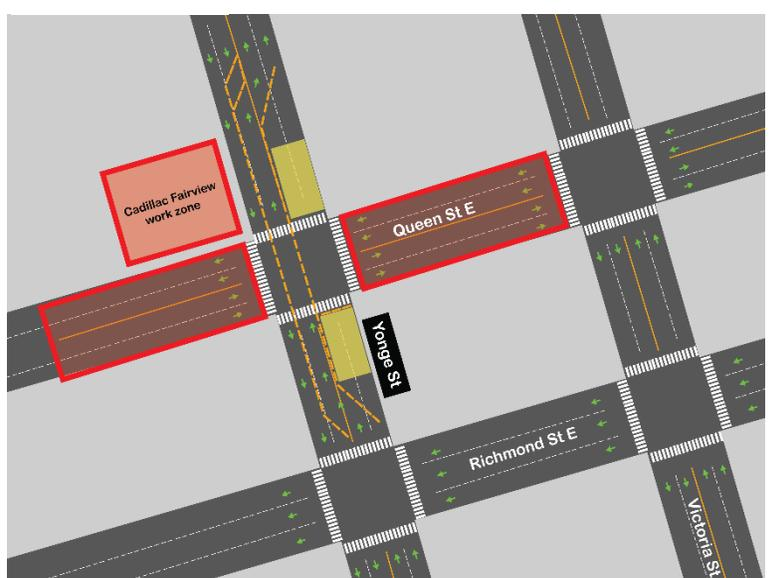 Cadillac Fairview
work zone
Queen St E
Yonge St
Richmond St E
Victoria St